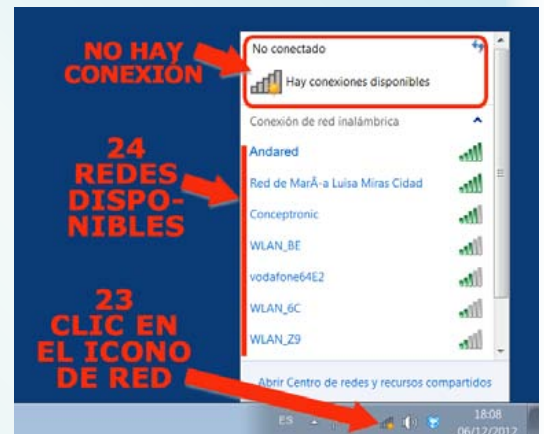 NO HAY
CONEXIÓN
No conectado
Hay conexiones disponibles
Conexión de red inalámbrica
24
REDES
DISPO-
NIBLES
Andared
Red de MarÃ-a Luisa Miras Cidad
Conceptronic
WLAN_BE
vodafone64E2
WLAN_6C
WLAN_Z9
23
CLIC EN
EL ICONO
DE RED
Abrir Centro de redes y recursos compartidos
ES
18:08
06/12/2012